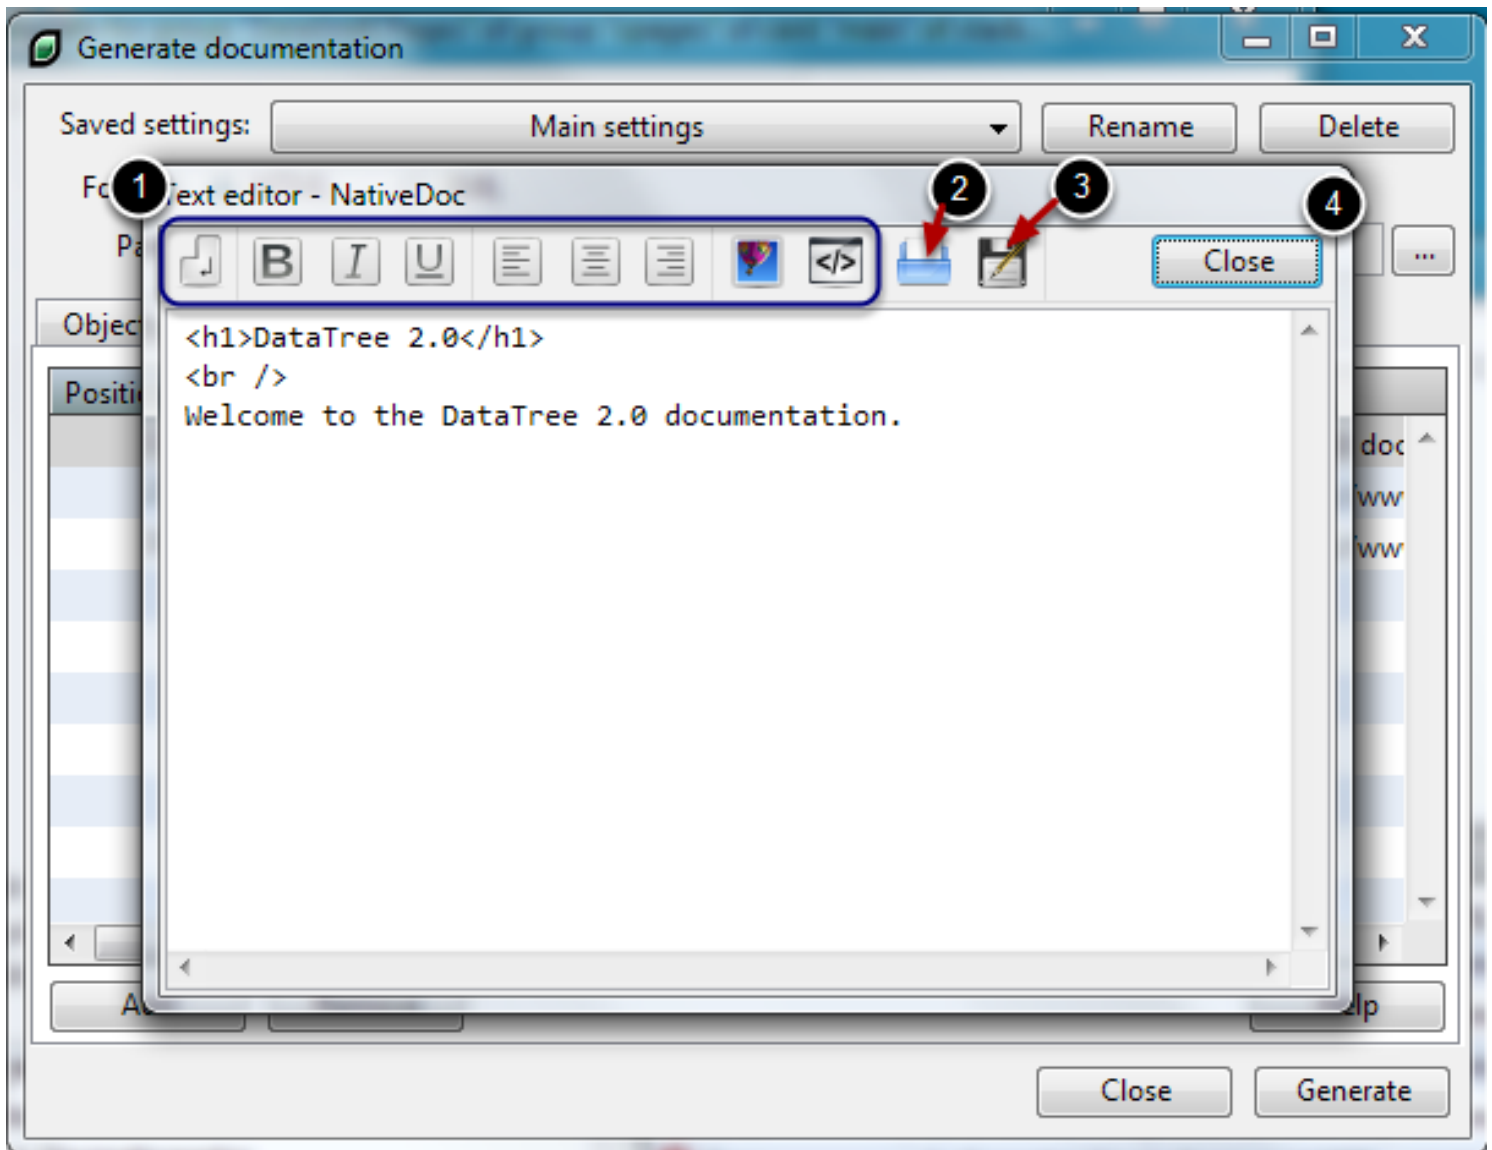 Generate documentation
Saved settings:
Main settings
Rename
Delete
1
Text editor - NativeDoc
2
3
4
B I U
</>
Close
...
<h1>DataTree 2.0</h1>
<br />
Welcome to the DataTree 2.0 documentation.
doc
Close
Generate